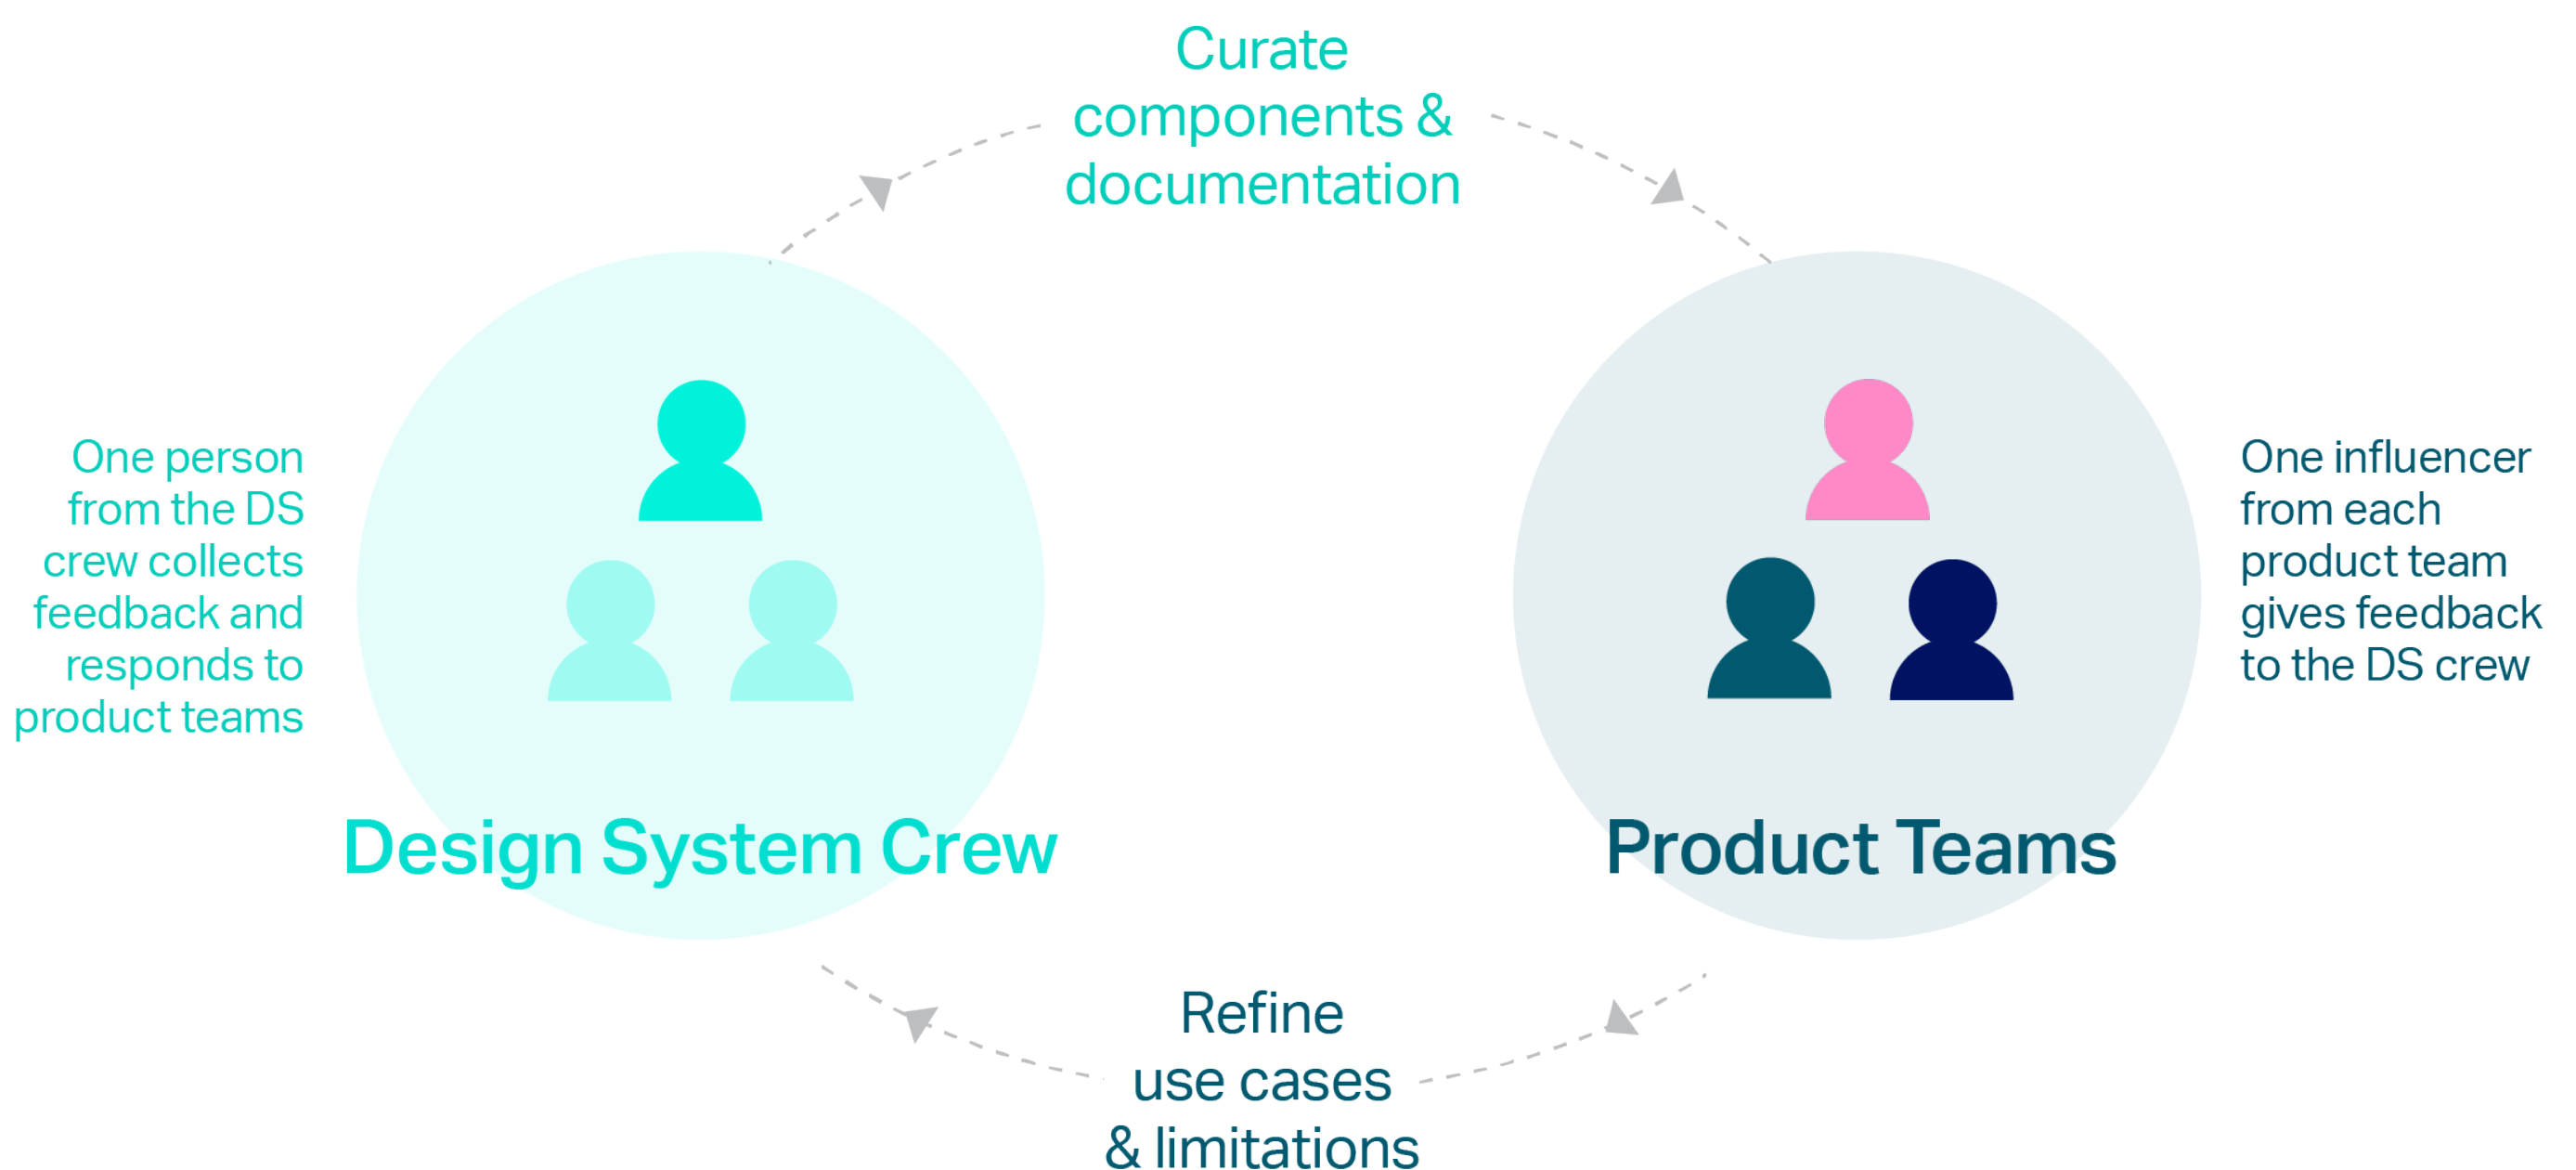 Curate
components &
documentation
One person
from the DS
crew collects
feedback and
responds to
product teams
Design System Crew
Product Teams
One influencer
from each
product team
gives feedback
to the DS crew
Refine
use cases
& limitations